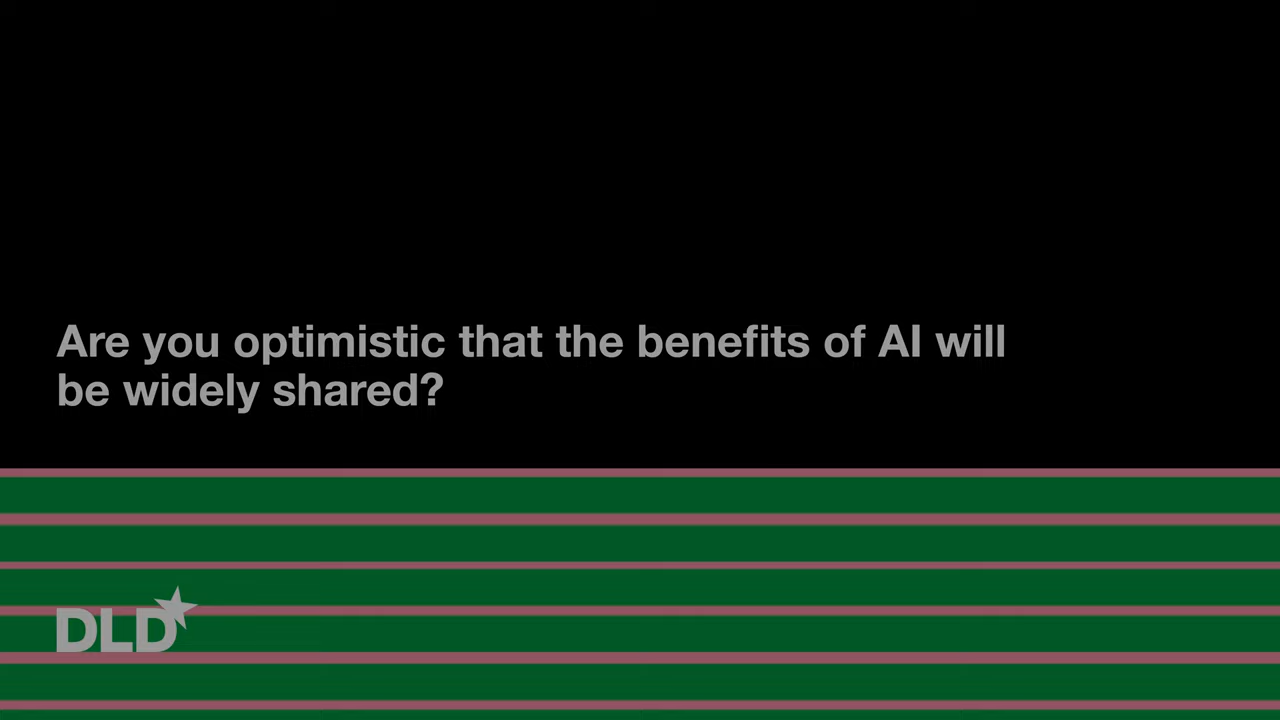 Are you optimistic that the benefits of AI will
be widely shared?
DLD